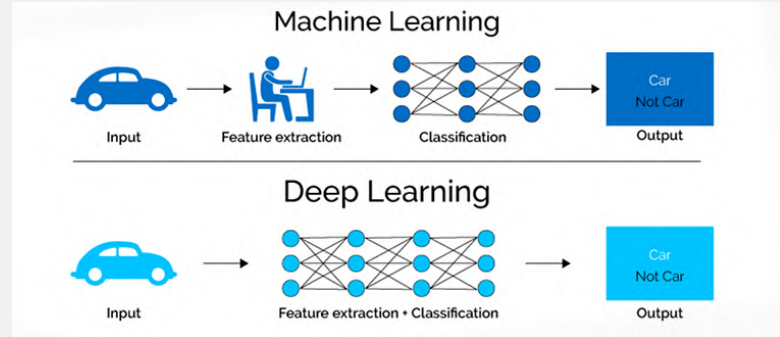 Machine Learning
Car
Not Car
Input
Feature extraction
Classification
Output
Deep Learning
Car
Not Car
Input
Feature extraction + Classification
Output